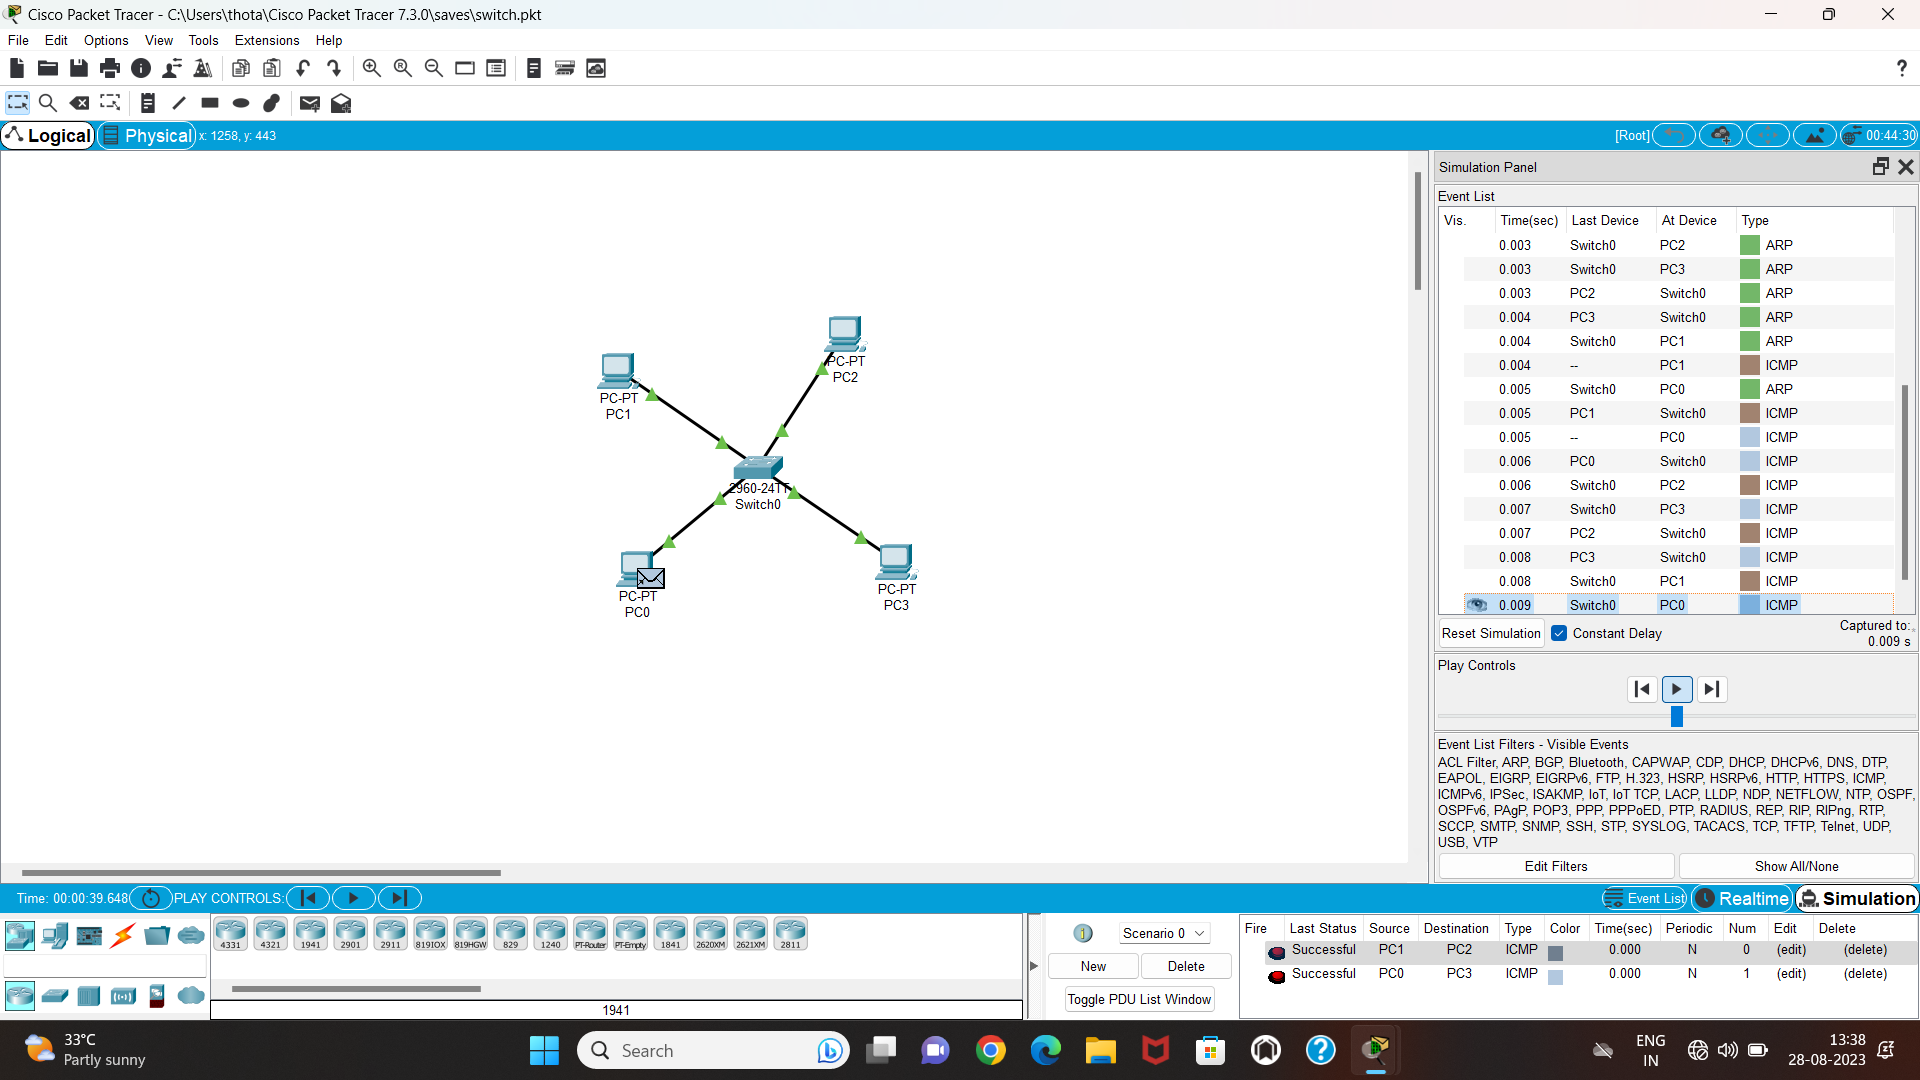 Cisco Packet Tracer - C:\Users\thota\Cisco Packet Tracer 7.3.0\saves\switch.pkt
File Edit Options View Tools Extensions Help
?
Logical Physical x: 1258, y: 443 [Root] 00:44:30
Simulation Panel
Event List
Vis. Time(sec) Last Device At Device Type
0.003 Switch0 PC2 ARP
0.003 Switch0 PC3 ARP
0.003 PC2 Switch0 ARP
0.004 PC3 Switch0 ARP
0.004 Switch0 PC1 ARP
0.004 -- PC1 ICMP
0.005 Switch0 PC0 ARP
0.005 PC1 Switch0 ICMP
0.005 -- PC0 ICMP
0.006 PC0 Switch0 ICMP
0.006 Switch0 PC2 ICMP
0.007 Switch0 PC3 ICMP
0.007 PC2 Switch0 ICMP
0.008 PC3 Switch0 ICMP
0.008 Switch0 PC1 ICMP
0.009 Switch0 PC0 ICMP
Reset Simulation Constant Delay Captured to:
0.009 s
Play Controls
Event List Filters - Visible Events
ACL Filter, ARP, BGP, Bluetooth, CAPWAP, CDP, DHCP, DHCPv6, DNS, DTP,
EAPOL, EIGRP, EIGRPv6, FTP, H.323, HSRP, HSRPv6, HTTP, HTTPS, ICMP,
ICMPv6, IPSec, ISAKMP, IoT, IoT TCP, LACP, LLDP, NDP, NETFLOW, NTP, OSPF,
OSPFv6, PAgP, POP3, PPP, PPPoED, PTP, RADIUS, REP, RIP, RIPng, RTP,
SCCP, SMTP, SNMP, SSH, STP, SYSLOG, TACACS, TCP, TFTP, Telnet, UDP,
USB, VTP
Edit Filters Show All/None
PC-PT
PC2
PC-PT
PC1
2960-24TT
Switch0
PC-PT
PC0
PC-PT
PC3
Time: 00:00:39.648 PLAY CONTROLS: Event List Realtime Simulation
4331 4321 1941 2901 2911 819IOX 819HGW 829 1240 PT-Router PT-Empty 1841 2620XM 2621XM 2811
1941
1 Scenario 0
New Delete
Toggle PDU List Window
Fire Last Status Source Destination Type Color Time(sec) Periodic Num Edit Delete
Successful PC1 PC2 ICMP 0.000 N 0 (edit) (delete)
Successful PC0 PC3 ICMP 0.000 N 1 (edit) (delete)
33°C
Partly sunny
Search
ENG
IN
13:38
28-08-2023